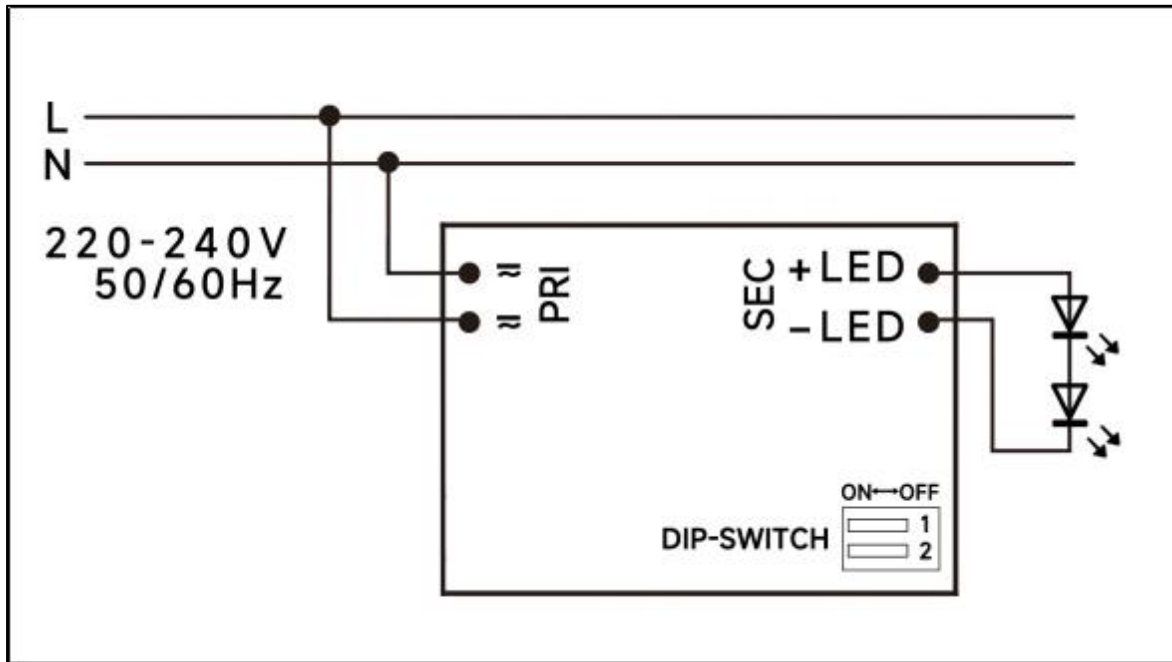 L
N
220-240V
50/60Hz
PRI
SEC
+LED
-LED
ON↔OFF
DIP-SWITCH
1
2